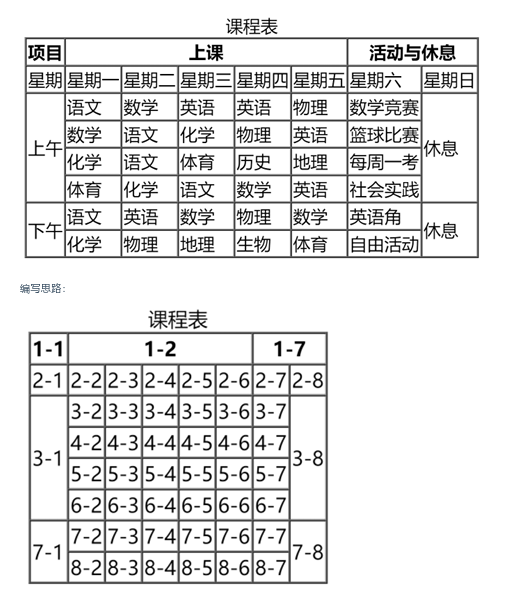 课程表
项目 上课 活动与休息
星期 星期一 星期二 星期三 星期四 星期五 星期六 星期日
上午 语文 数学 英语 英语 物理 数学竞赛 休息
数学 语文 化学 物理 英语 篮球比赛
化学 语文 体育 历史 地理 每周一考
体育 化学 语文 数学 英语 社会实践
下午 语文 英语 数学 物理 数学 英语角 休息
化学 物理 地理 生物 体育 自由活动
编写思路：
课程表
1-1 1-2 1-7
2-1 2-2 2-3 2-4 2-5 2-6 2-7 2-8
3-1 3-2 3-3 3-4 3-5 3-6 3-7 3-8
4-2 4-3 4-4 4-5 4-6 4-7
5-2 5-3 5-4 5-5 5-6 5-7
6-2 6-3 6-4 6-5 6-6 6-7
7-1 7-2 7-3 7-4 7-5 7-6 7-7 7-8
8-2 8-3 8-4 8-5 8-6 8-7